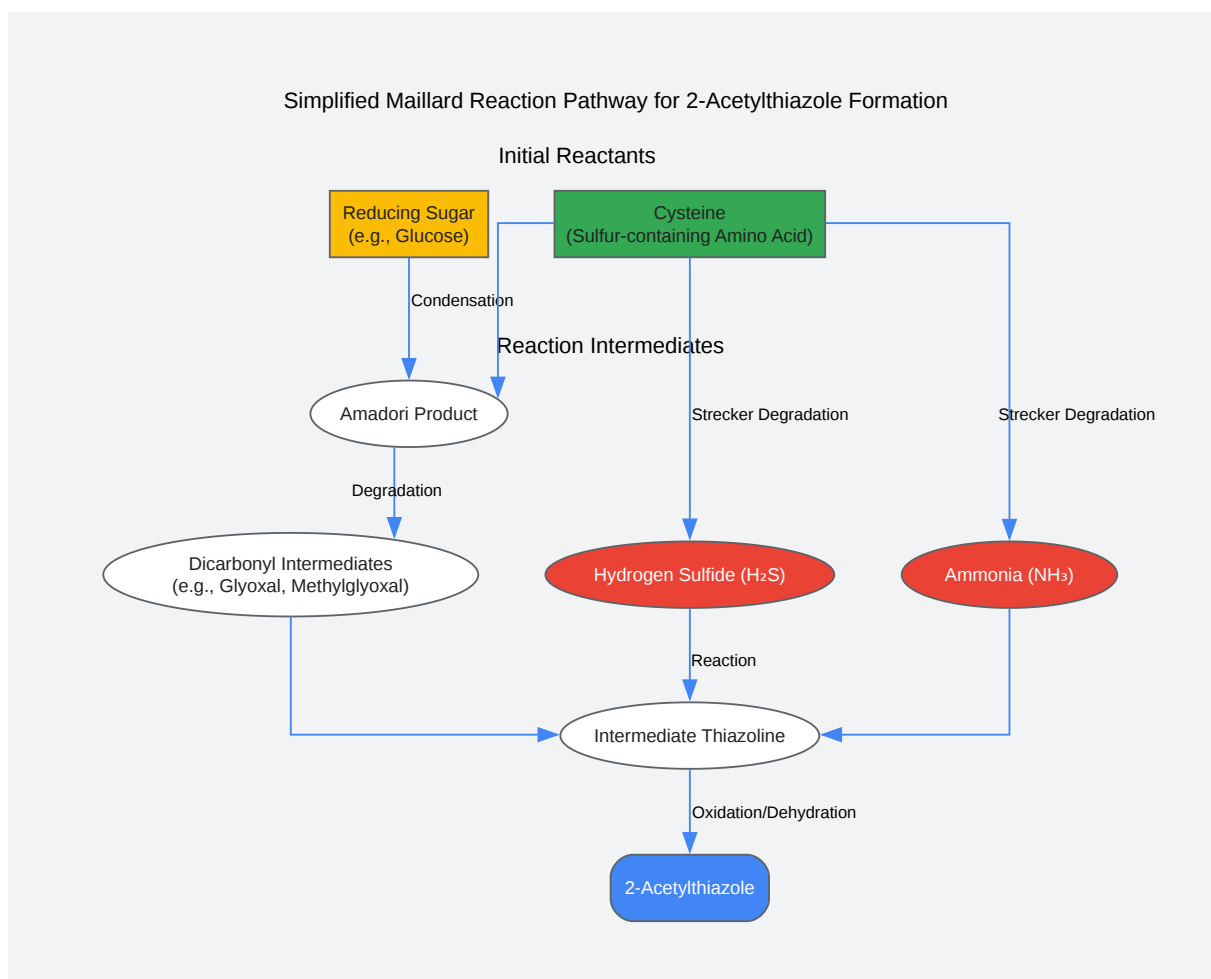 Simplified Maillard Reaction Pathway for 2-Acetylthiazole Formation
Initial Reactants
Reducing Sugar
(e.g., Glucose)
Cysteine
(Sulfur-containing Amino Acid)
Condensation
Reaction Intermediates
Amadori Product
Strecker Degradation
Strecker Degradation
Degradation
Dicarbonyl Intermediates
(e.g., Glyoxal, Methylglyoxal)
Hydrogen Sulfide (H₂S)
Ammonia (NH₃)
Reaction
Intermediate Thiazoline
Oxidation/Dehydration
2-Acetylthiazole